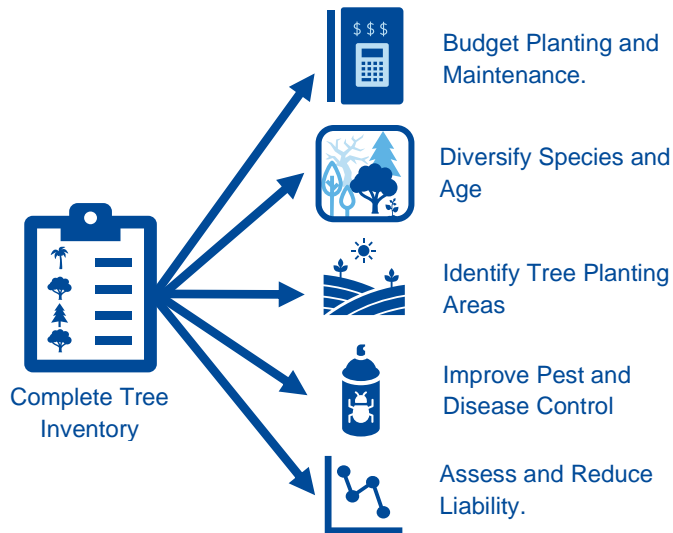 $ $ $
Budget Planting and
Maintenance.
Diversify Species and
Age
Identify Tree Planting
Areas
Complete Tree
Inventory
Improve Pest and
Disease Control
Assess and Reduce
Liability.